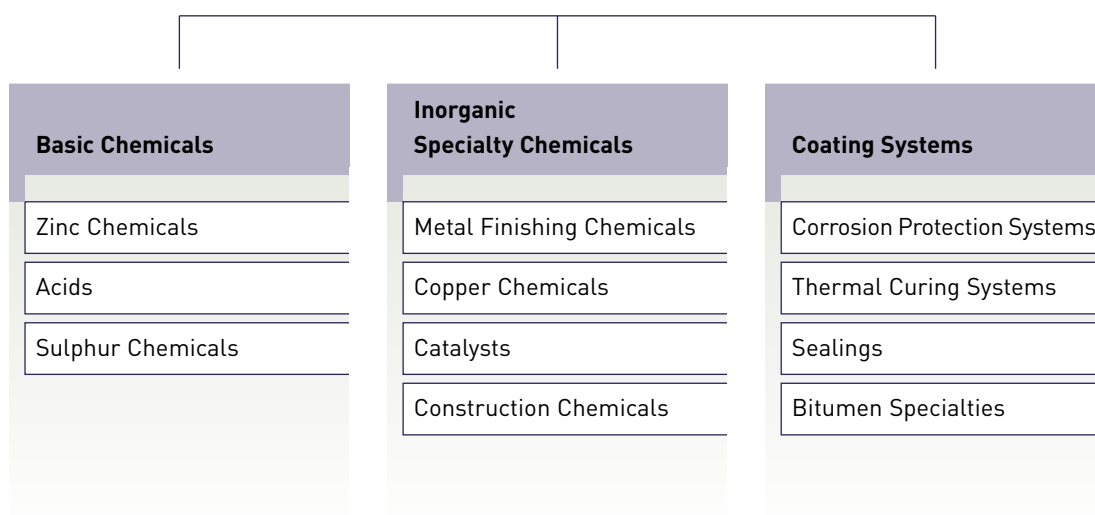 Basic Chemicals
Zinc Chemicals
Acids
Sulphur Chemicals
Inorganic
Specialty Chemicals
Metal Finishing Chemicals
Copper Chemicals
Catalysts
Construction Chemicals
Coating Systems
Corrosion Protection Systems
Thermal Curing Systems
Sealings
Bitumen Specialties